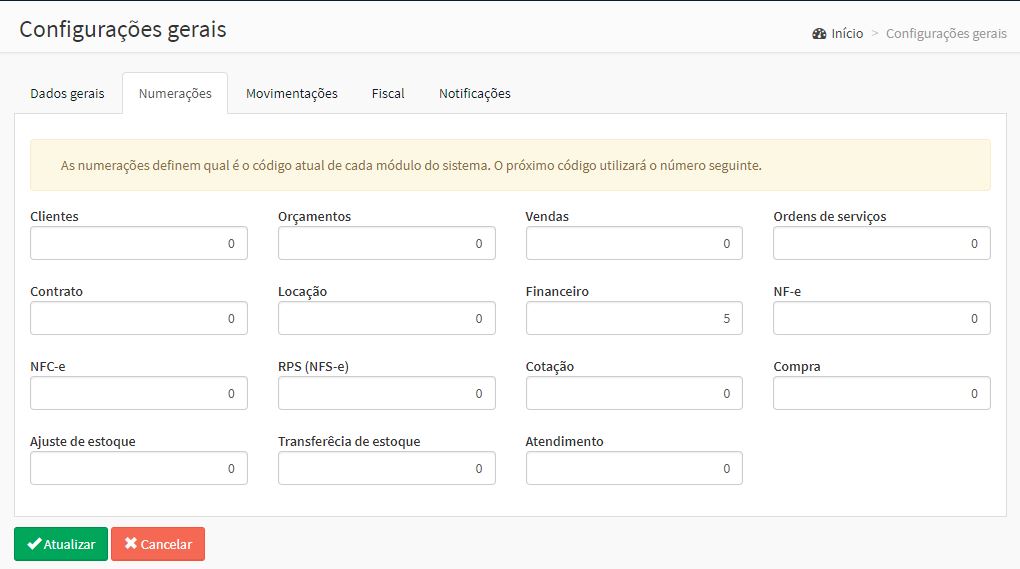 Configurações gerais
Início > Configurações gerais
Dados gerais Numerações Movimentações Fiscal Notificações
As numerações definem qual é o código atual de cada módulo do sistema. O próximo código utilizará o número seguinte.
Clientes Orçamentos Vendas Ordens de serviços
0 0 0 0
Contrato Locação Financeiro NF-e
0 0 5 0
NFC-e RPS (NFS-e) Cotação Compra
0 0 0 0
Ajuste de estoque Transferêcia de estoque Atendimento
0 0 0
Atualizar Cancelar